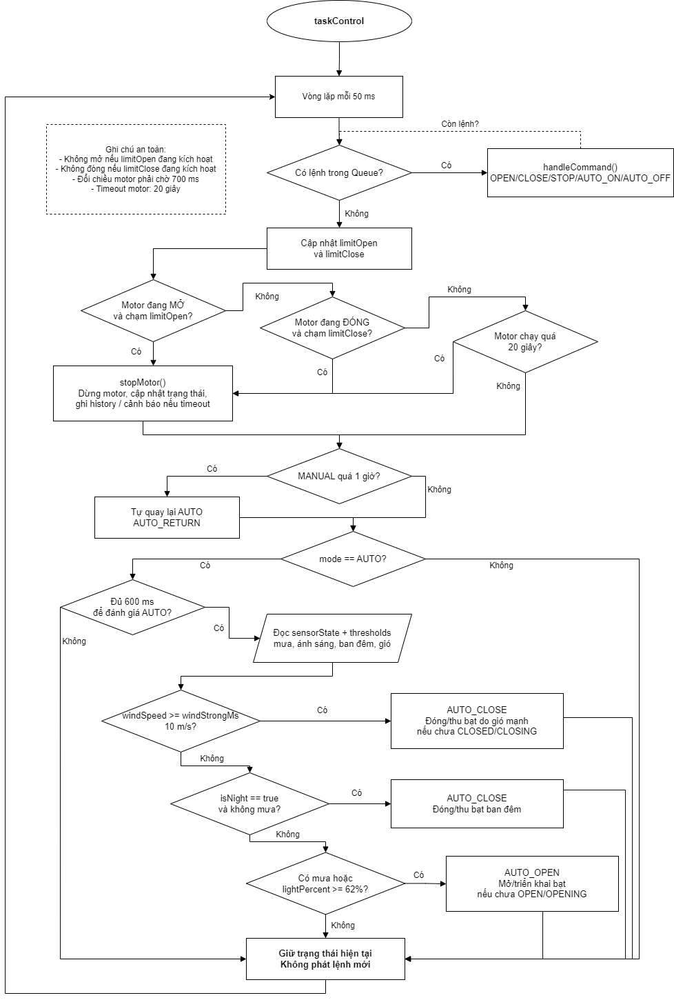 taskControl
Vòng lặp mỗi 50 ms
Còn lệnh?
Ghi chú an toàn:
- Không mở nếu limitOpen đang kích hoạt
- Không đóng nếu limitClose đang kích hoạt
- Đổi chiều motor phải chờ 700 ms
- Timeout motor: 20 giây
Có lệnh trong Queue?
Có
handleCommand()
OPEN/CLOSE/STOP/AUTO_ON/AUTO_OFF
Không
Cập nhật limitOpen
và limitClose
Motor đang MỞ
và chạm limitOpen?
Không
Motor đang ĐÓNG
và chạm limitClose?
Không
Motor chạy quá
20 giây?
Có
Có
Có
Không
stopMotor()
Dừng motor, cập nhật trạng thái,
ghi history / cảnh báo nếu timeout
MANUAL quá 1 giờ?
Có
Không
Tự quay lại AUTO
AUTO_RETURN
mode == AUTO?
Có
Không
Đủ 600 ms
để đánh giá AUTO?
Có
Không
Đọc sensorState + thresholds
mưa, ánh sáng, ban đêm, gió
windSpeed >= windStrongMs
10 m/s?
Có
AUTO_CLOSE
Đóng/thu bạt do gió mạnh
nếu chưa CLOSED/CLOSING
Không
isNight == true
và không mưa?
Có
AUTO_CLOSE
Đóng/thu bạt ban đêm
Không
Có mưa hoặc
lightPercent >= 62%?
Có
AUTO_OPEN
Mở/triển khai bạt
nếu chưa OPEN/OPENING
Không
Giữ trạng thái hiện tại
Không phát lệnh mới